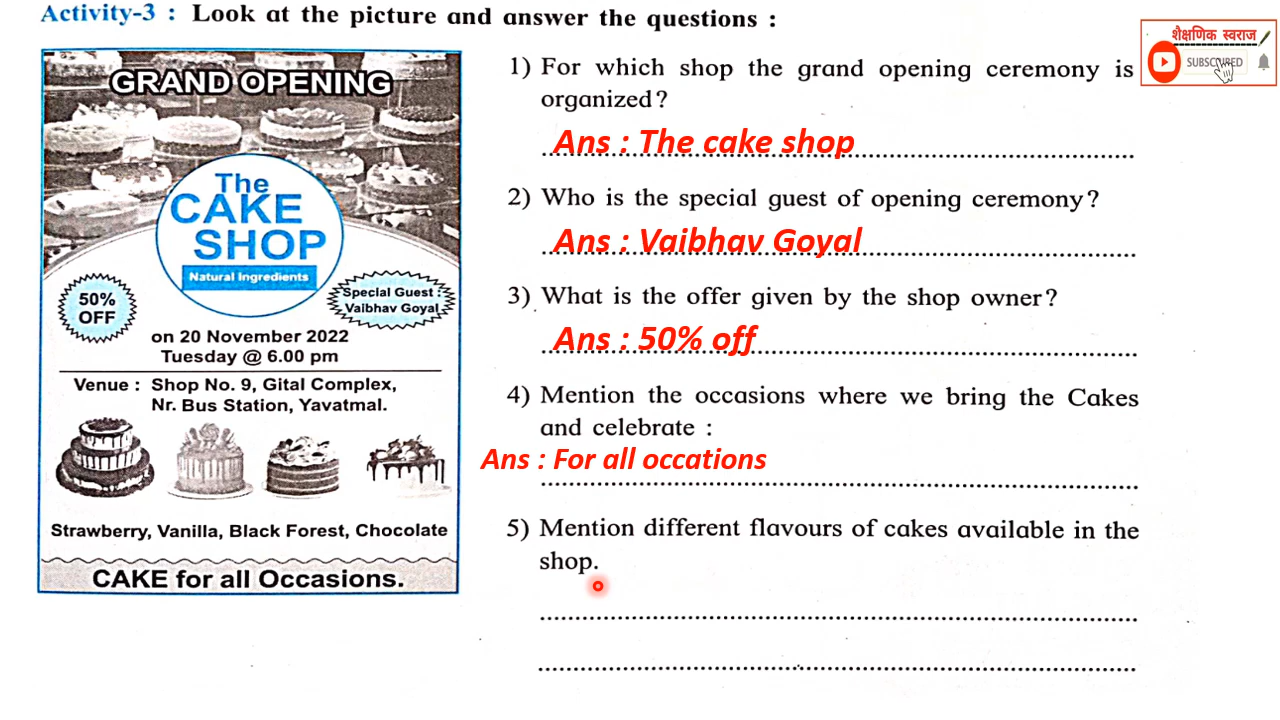 Activity-3 : Look at the picture and answer the questions :
शैक्षणिक स्वराज
SUBSCRIBED
GRAND OPENING
The
CAKE
SHOP
Natural Ingredients
50%
OFF
Special Guest :
Vaibhav Goyal
on 20 November 2022
Tuesday @ 6.00 pm
Venue : Shop No. 9, Gital Complex,
Nr. Bus Station, Yavatmal.
Strawberry, Vanilla, Black Forest, Chocolate
CAKE for all Occasions.
1) For which shop the grand opening ceremony is
organized?
Ans : The cake shop
2) Who is the special guest of opening ceremony?
Ans : Vaibhav Goyal
3) What is the offer given by the shop owner?
Ans : 50% off
4) Mention the occasions where we bring the Cakes
and celebrate :
Ans : For all occations
5) Mention different flavours of cakes available in the
shop.